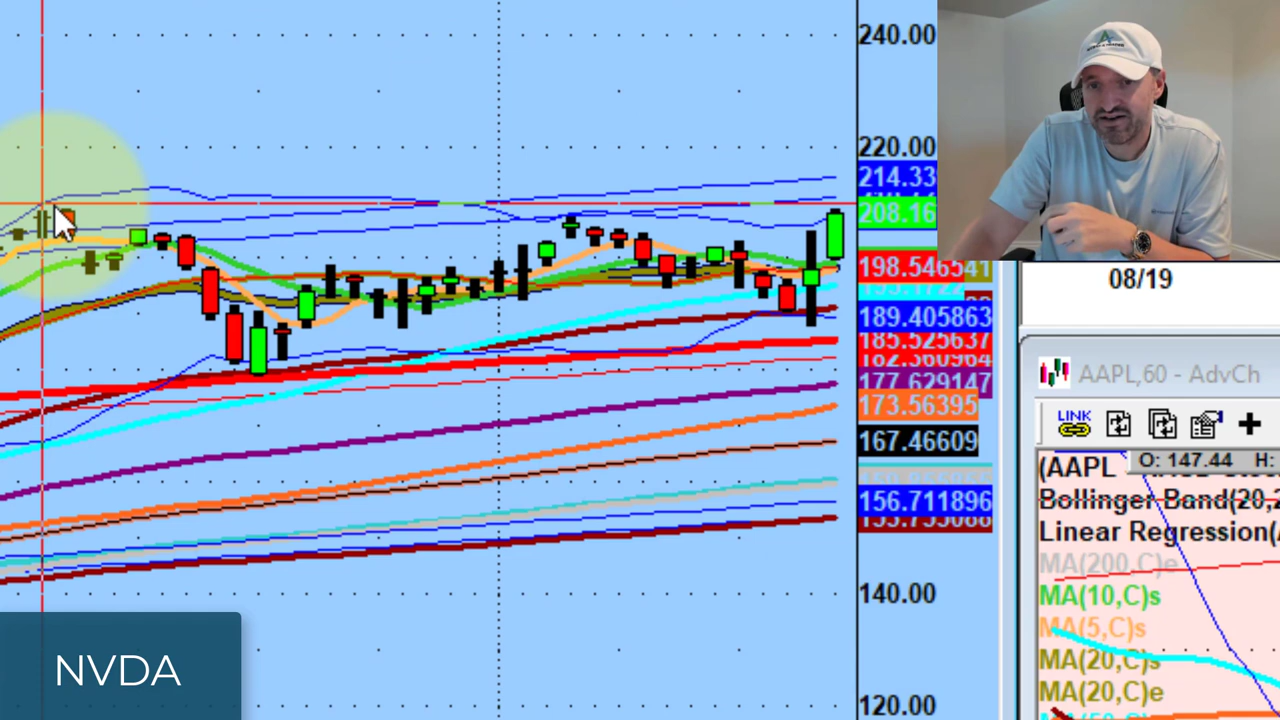 240.00
220.00
214.33
208.16
198.546541
189.405863
185.525637
182.360964
177.629147
173.56395
167.46609
156.711896
140.00
120.00
08/19
AAPL,60 - AdvCh
LINK
O: 147.44 H:
(AAPL
Bollinger Band(20,2
Linear Regression(
MA(200,C)e
MA(10,C)s
MA(5,C)s
MA(20,C)s
MA(20,C)e
NVDA